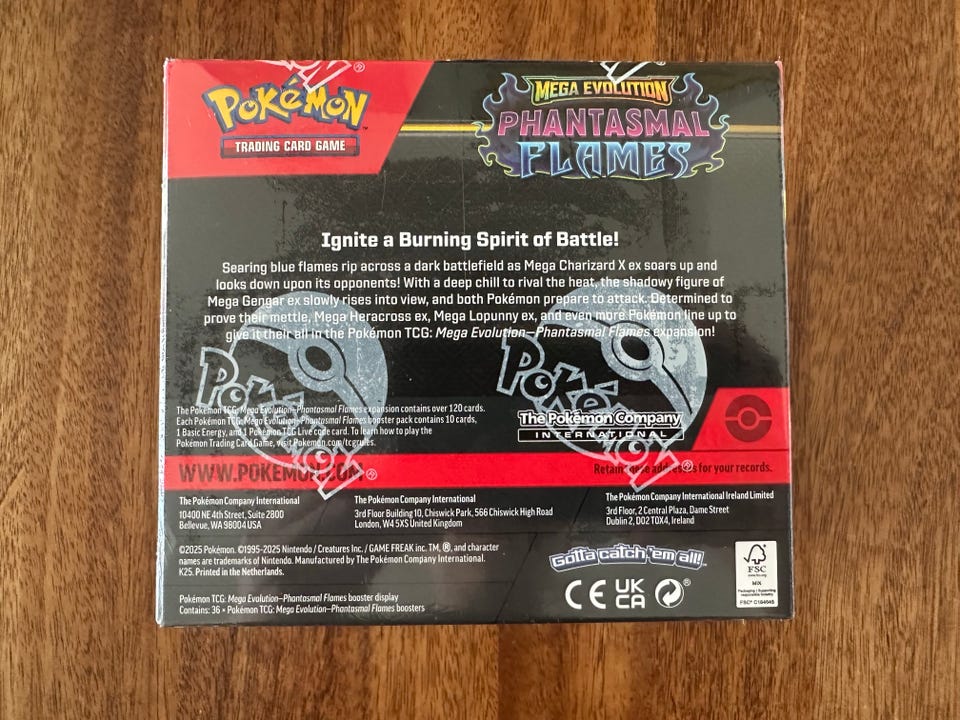 Pokémon
TRADING CARD GAME
MEGA EVOLUTION
PHANTASMAL
FLAMES
Ignite a Burning Spirit of Battle!
Searing blue flames rip across a dark battlefield as Mega Charizard X ex soars up and
looks down upon its opponents! With a deep chill to rival the heat, the shadowy figure of
Mega Gengar ex slowly rises into view, and both Pokémon prepare to attack. Determined to
prove their mettle, Mega Heracross ex, Mega Lopunny ex, and even more Pokémon line up to
give it their all in the Pokémon TCG: Mega Evolution—Phantasmal Flames expansion!
The Pokémon TCG: Mega Evolution—Phantasmal Flames expansion contains over 120 cards.
Each Pokémon TCG: Mega Evolution—Phantasmal Flames booster pack contains 10 cards,
1 Basic Energy, and 1 Pokémon TCG Live code card. To learn how to play the
Pokémon Trading Card Game, visit Pokemon.com/tcgrules.
The Pokémon Company
INTERNATIONAL
WWW.POKEMON.COM
Retain these addresses for your records.
The Pokémon Company International
10400 NE 4th Street, Suite 2800
Bellevue, WA 98004 USA
The Pokémon Company International
3rd Floor Building 10, Chiswick Park, 566 Chiswick High Road
London, W4 5XS United Kingdom
The Pokémon Company International Ireland Limited
3rd Floor, 2 Central Plaza, Dame Street
Dublin 2, D02 T0X4, Ireland
©2025 Pokémon. ©1995-2025 Nintendo / Creatures Inc. / GAME FREAK inc. TM, ®, and character
names are trademarks of Nintendo. Manufactured by The Pokémon Company International.
K25. Printed in the Netherlands.
Pokémon TCG: Mega Evolution—Phantasmal Flames booster display
Contains: 36 × Pokémon TCG: Mega Evolution—Phantasmal Flames boosters
Gotta catch 'em all!
CE UK
CA
FSC
www.fsc.org
MIX
Packaging | Supporting
responsible forestry